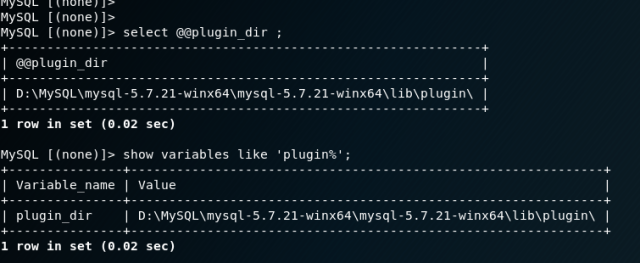 MySQL [(none)]>
MySQL [(none)]>
MySQL [(none)]> select @@plugin_dir ;
+--------------------------------------------------------------+
| @@plugin_dir |
+--------------------------------------------------------------+
| D:\MySQL\mysql-5.7.21-winx64\mysql-5.7.21-winx64\lib\plugin\ |
+--------------------------------------------------------------+
1 row in set (0.02 sec)
MySQL [(none)]> show variables like 'plugin%';
+---------------+--------------------------------------------------------------+
| Variable_name | Value |
+---------------+--------------------------------------------------------------+
| plugin_dir | D:\MySQL\mysql-5.7.21-winx64\mysql-5.7.21-winx64\lib\plugin\ |
+---------------+--------------------------------------------------------------+
1 row in set (0.02 sec)